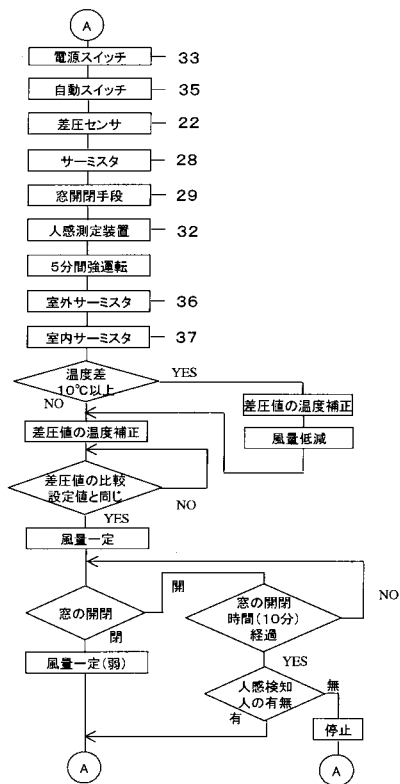 A
電源スイッチ 33
自動スイッチ 35
差圧センサ 22
サーミスタ 28
窓開閉手段 29
人感測定装置 32
5分間強運転
室外サーミスタ 36
室内サーミスタ 37
温度差
10℃以上
YES
NO
差圧値の温度補正
風量低減
差圧値の温度補正
差圧値の比較
設定値と同じ
NO
YES
風量一定
窓の開閉
開
閉
窓の開閉
時間(10分)
経過
NO
YES
風量一定(弱)
人感検知
人の有無
無
有
停止
A
A